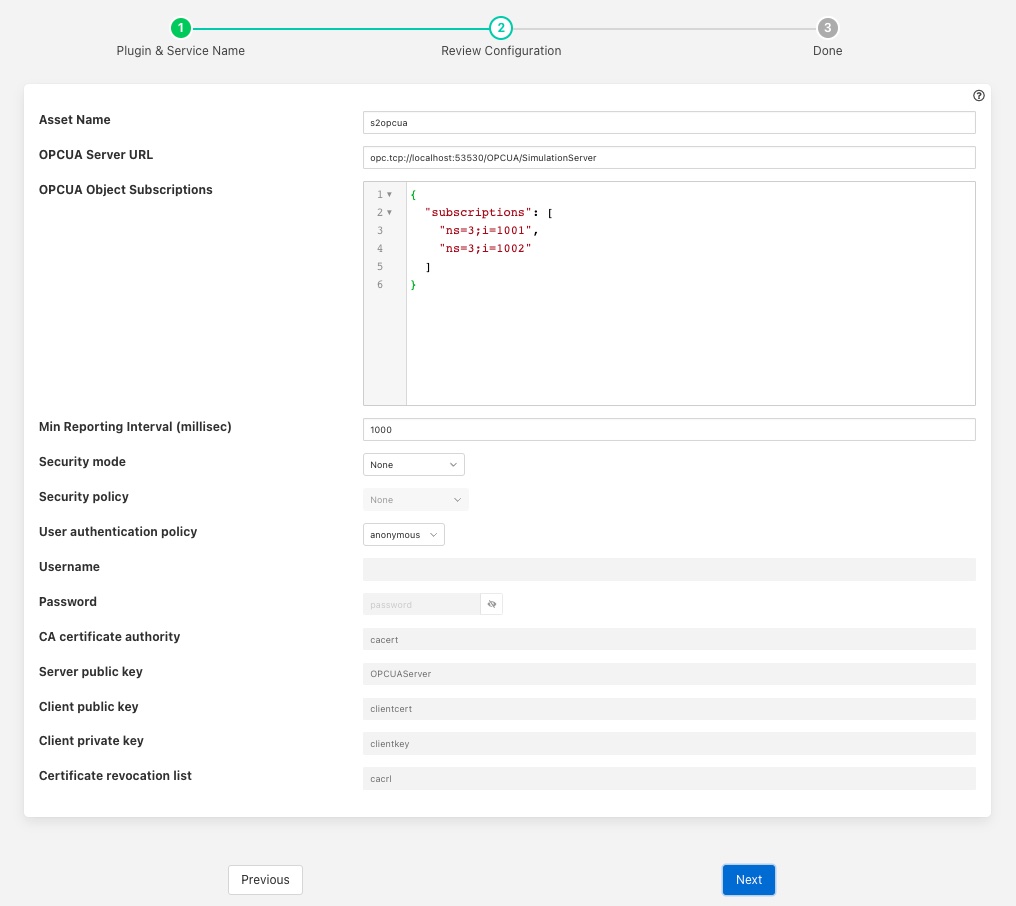 1 2 3
Plugin & Service Name Review Configuration Done
Asset Name s2opcua
OPCUA Server URL opc.tcp://localhost:53530/OPCUA/SimulationServer
OPCUA Object Subscriptions
1 {
2 "subscriptions": [
3 "ns=3;i=1001",
4 "ns=3;i=1002"
5 ]
6 }
Min Reporting Interval (millisec) 1000
Security mode None
Security policy None
User authentication policy anonymous
Username
Password password
CA certificate authority cacert
Server public key OPCUAServer
Client public key clientcert
Client private key clientkey
Certificate revocation list cacrl
Previous Next